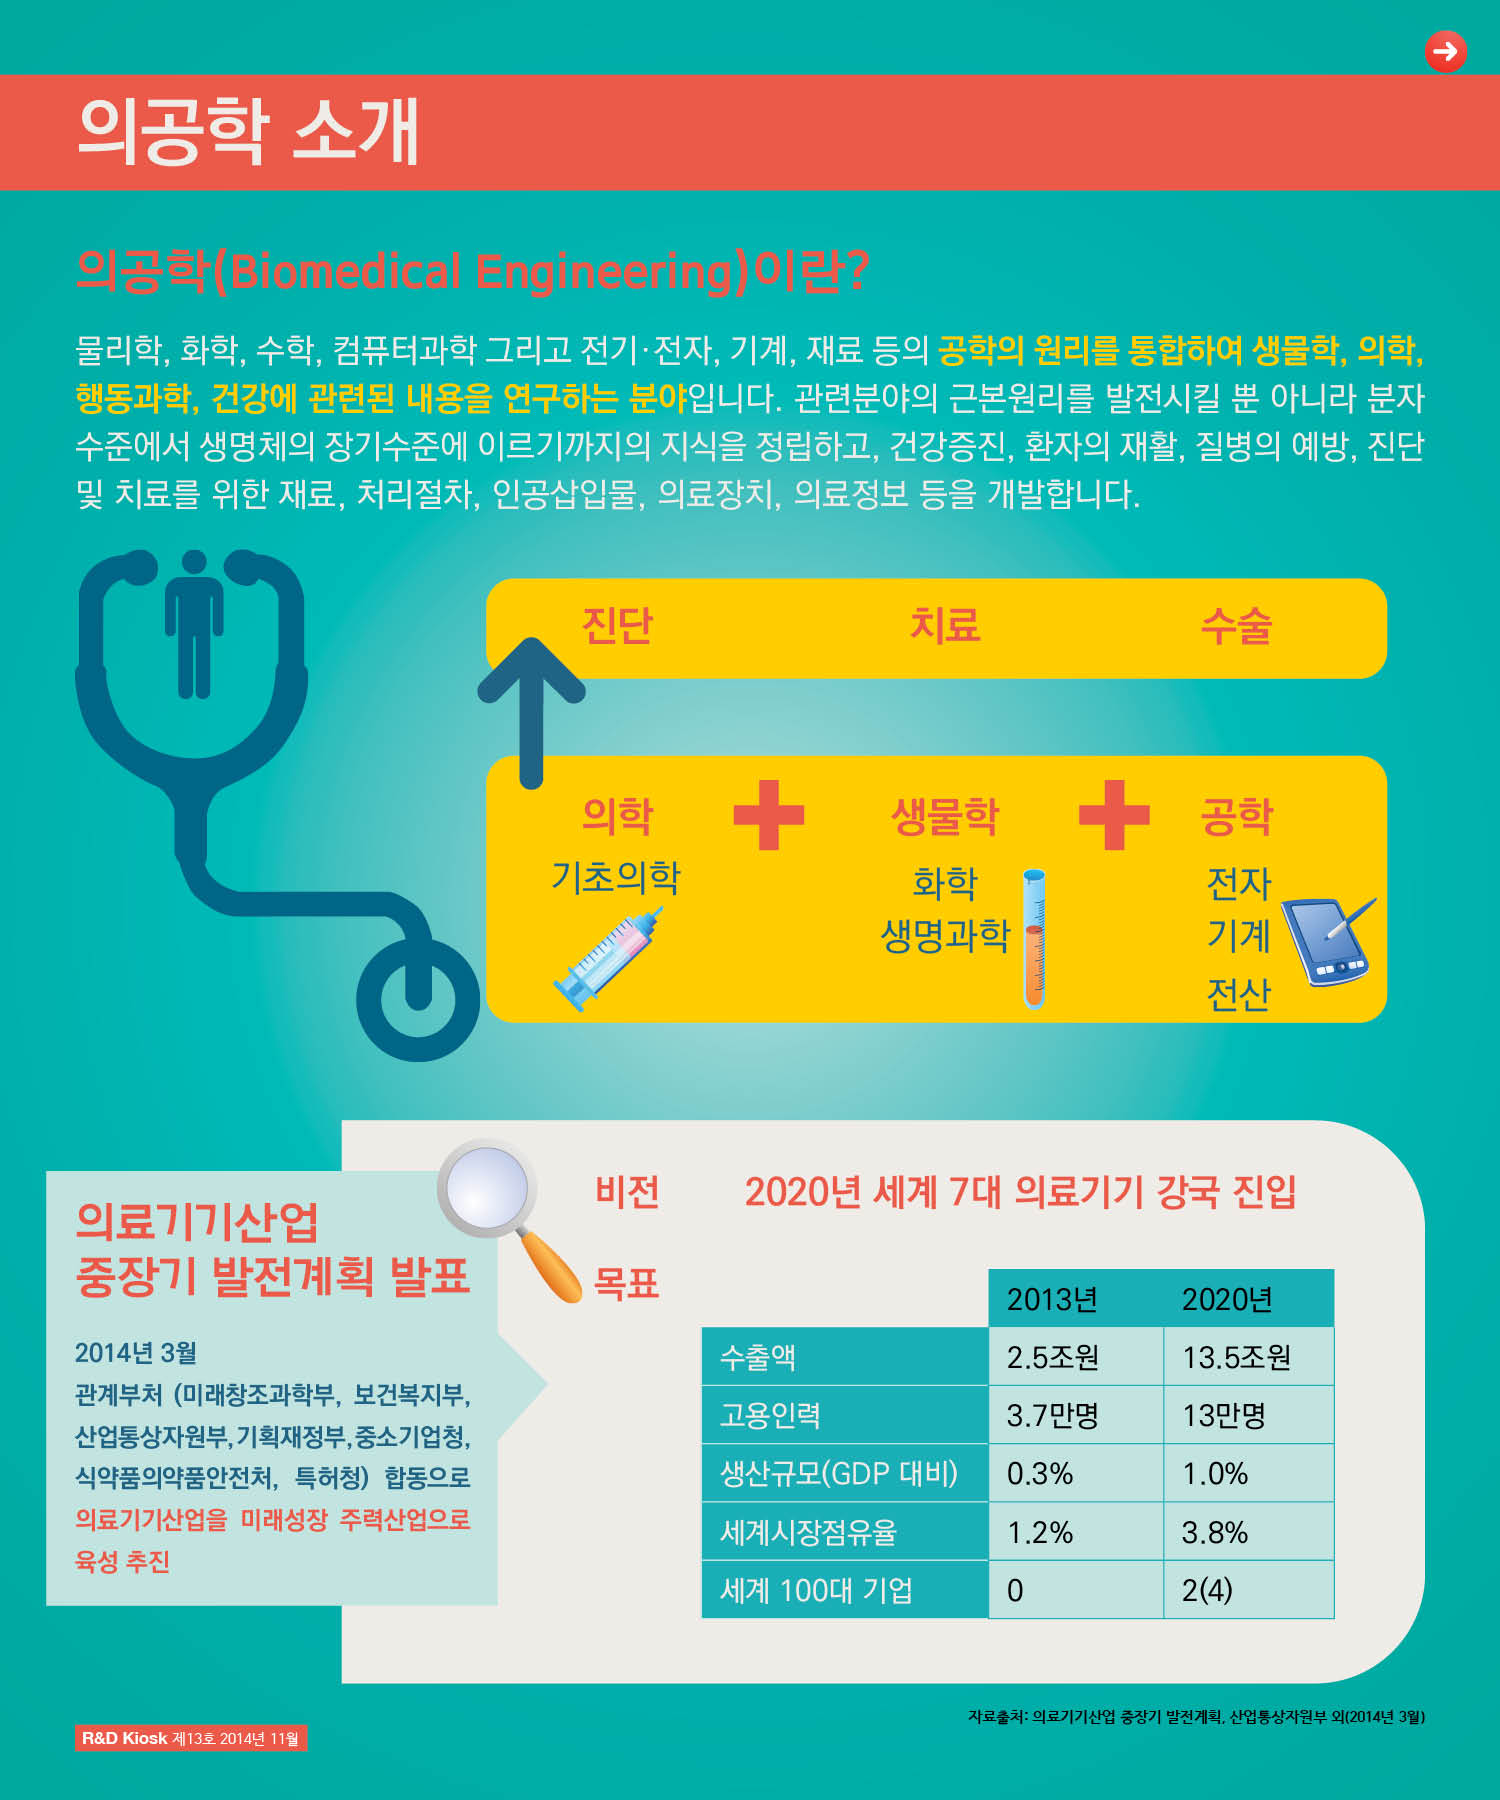 의공학 소개
의공학(Biomedical Engineering)이란?
물리학, 화학, 수학, 컴퓨터과학 그리고 전기·전자, 기계, 재료 등의 공학의 원리를 통합하여 생물학, 의학,
행동과학, 건강에 관련된 내용을 연구하는 분야입니다. 관련분야의 근본원리를 발전시킬 뿐 아니라 분자
수준에서 생명체의 장기수준에 이르기까지의 지식을 정립하고, 건강증진, 환자의 재활, 질병의 예방, 진단
및 치료를 위한 재료, 처리절차, 인공삽입물, 의료장치, 의료정보 등을 개발합니다.
진단 치료 수술
의학 생물학 공학
기초의학
화학
생명과학
전자
기계
전산
의료기기산업
중장기 발전계획 발표
2014년 3월
관계부처 (미래창조과학부, 보건복지부,
산업통상자원부, 기획재정부, 중소기업청,
식약품의약품안전처, 특허청) 합동으로
의료기기산업을 미래성장 주력산업으로
육성 추진
비전 2020년 세계 7대 의료기기 강국 진입
목표
2013년 2020년
수출액 2.5조원 13.5조원
고용인력 3.7만명 13만명
생산규모(GDP 대비) 0.3% 1.0%
세계시장점유율 1.2% 3.8%
세계 100대 기업 0 2(4)
자료출처: 의료기기산업 중장기 발전계획, 산업통상자원부 외(2014년 3월)
R&D Kiosk 제13호 2014년 11월